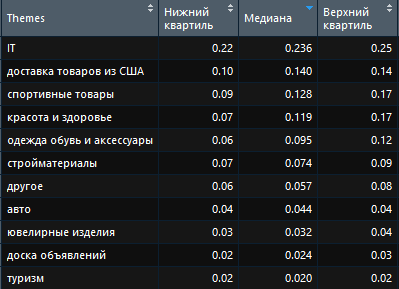 Themes Нижний квартиль Медиана Верхний квартиль
IT 0.22 0.236 0.25
доставка товаров из США 0.10 0.140 0.14
спортивные товары 0.09 0.128 0.17
красота и здоровье 0.07 0.119 0.17
одежда обувь и аксессуары 0.06 0.095 0.12
стройматериалы 0.07 0.074 0.09
другое 0.06 0.057 0.08
авто 0.04 0.044 0.04
ювелирные изделия 0.03 0.032 0.04
доска объявлений 0.02 0.024 0.03
туризм 0.02 0.020 0.02